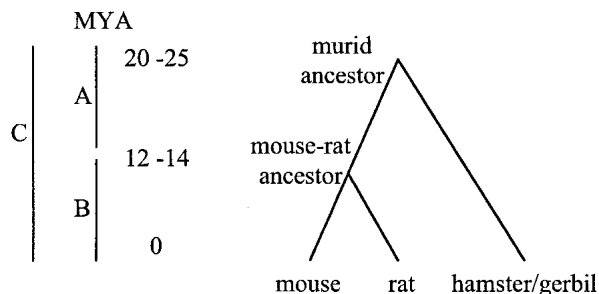 MYA
20 -25
A
C
12 -14
B
0
murid
ancestor
mouse-rat
ancestor
mouse rat hamster/gerbil